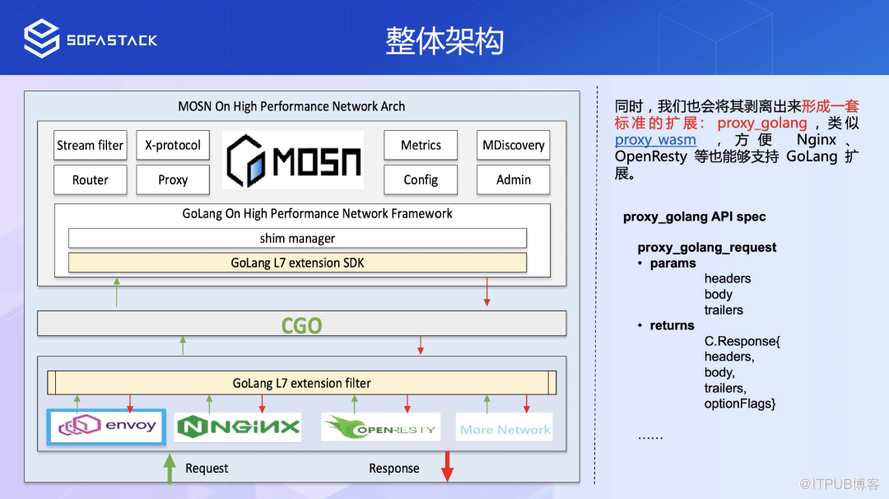 SOFASTACK
整体架构
MOSN On High Performance Network Arch
Stream filter
X-protocol
MOSN
Metrics
MDiscovery
Router
Proxy
Config
Admin
GoLang On High Performance Network Framework
shim manager
GoLang L7 extension SDK
CGO
GoLang L7 extension filter
envoy
NGINX
OPENRESTY
More Network
Request
Response
同时，我们也会将其剥离出来形成一套
标准的扩展：proxy_golang，类似
proxy_wasm ，方便 Nginx、
OpenResty 等也能够支持 GoLang 扩
展。
proxy_golang API spec
proxy_golang_request
• params
headers
body
trailers
• returns
C.Response{
headers,
body,
trailers,
optionFlags}
……
@ITPUB博客